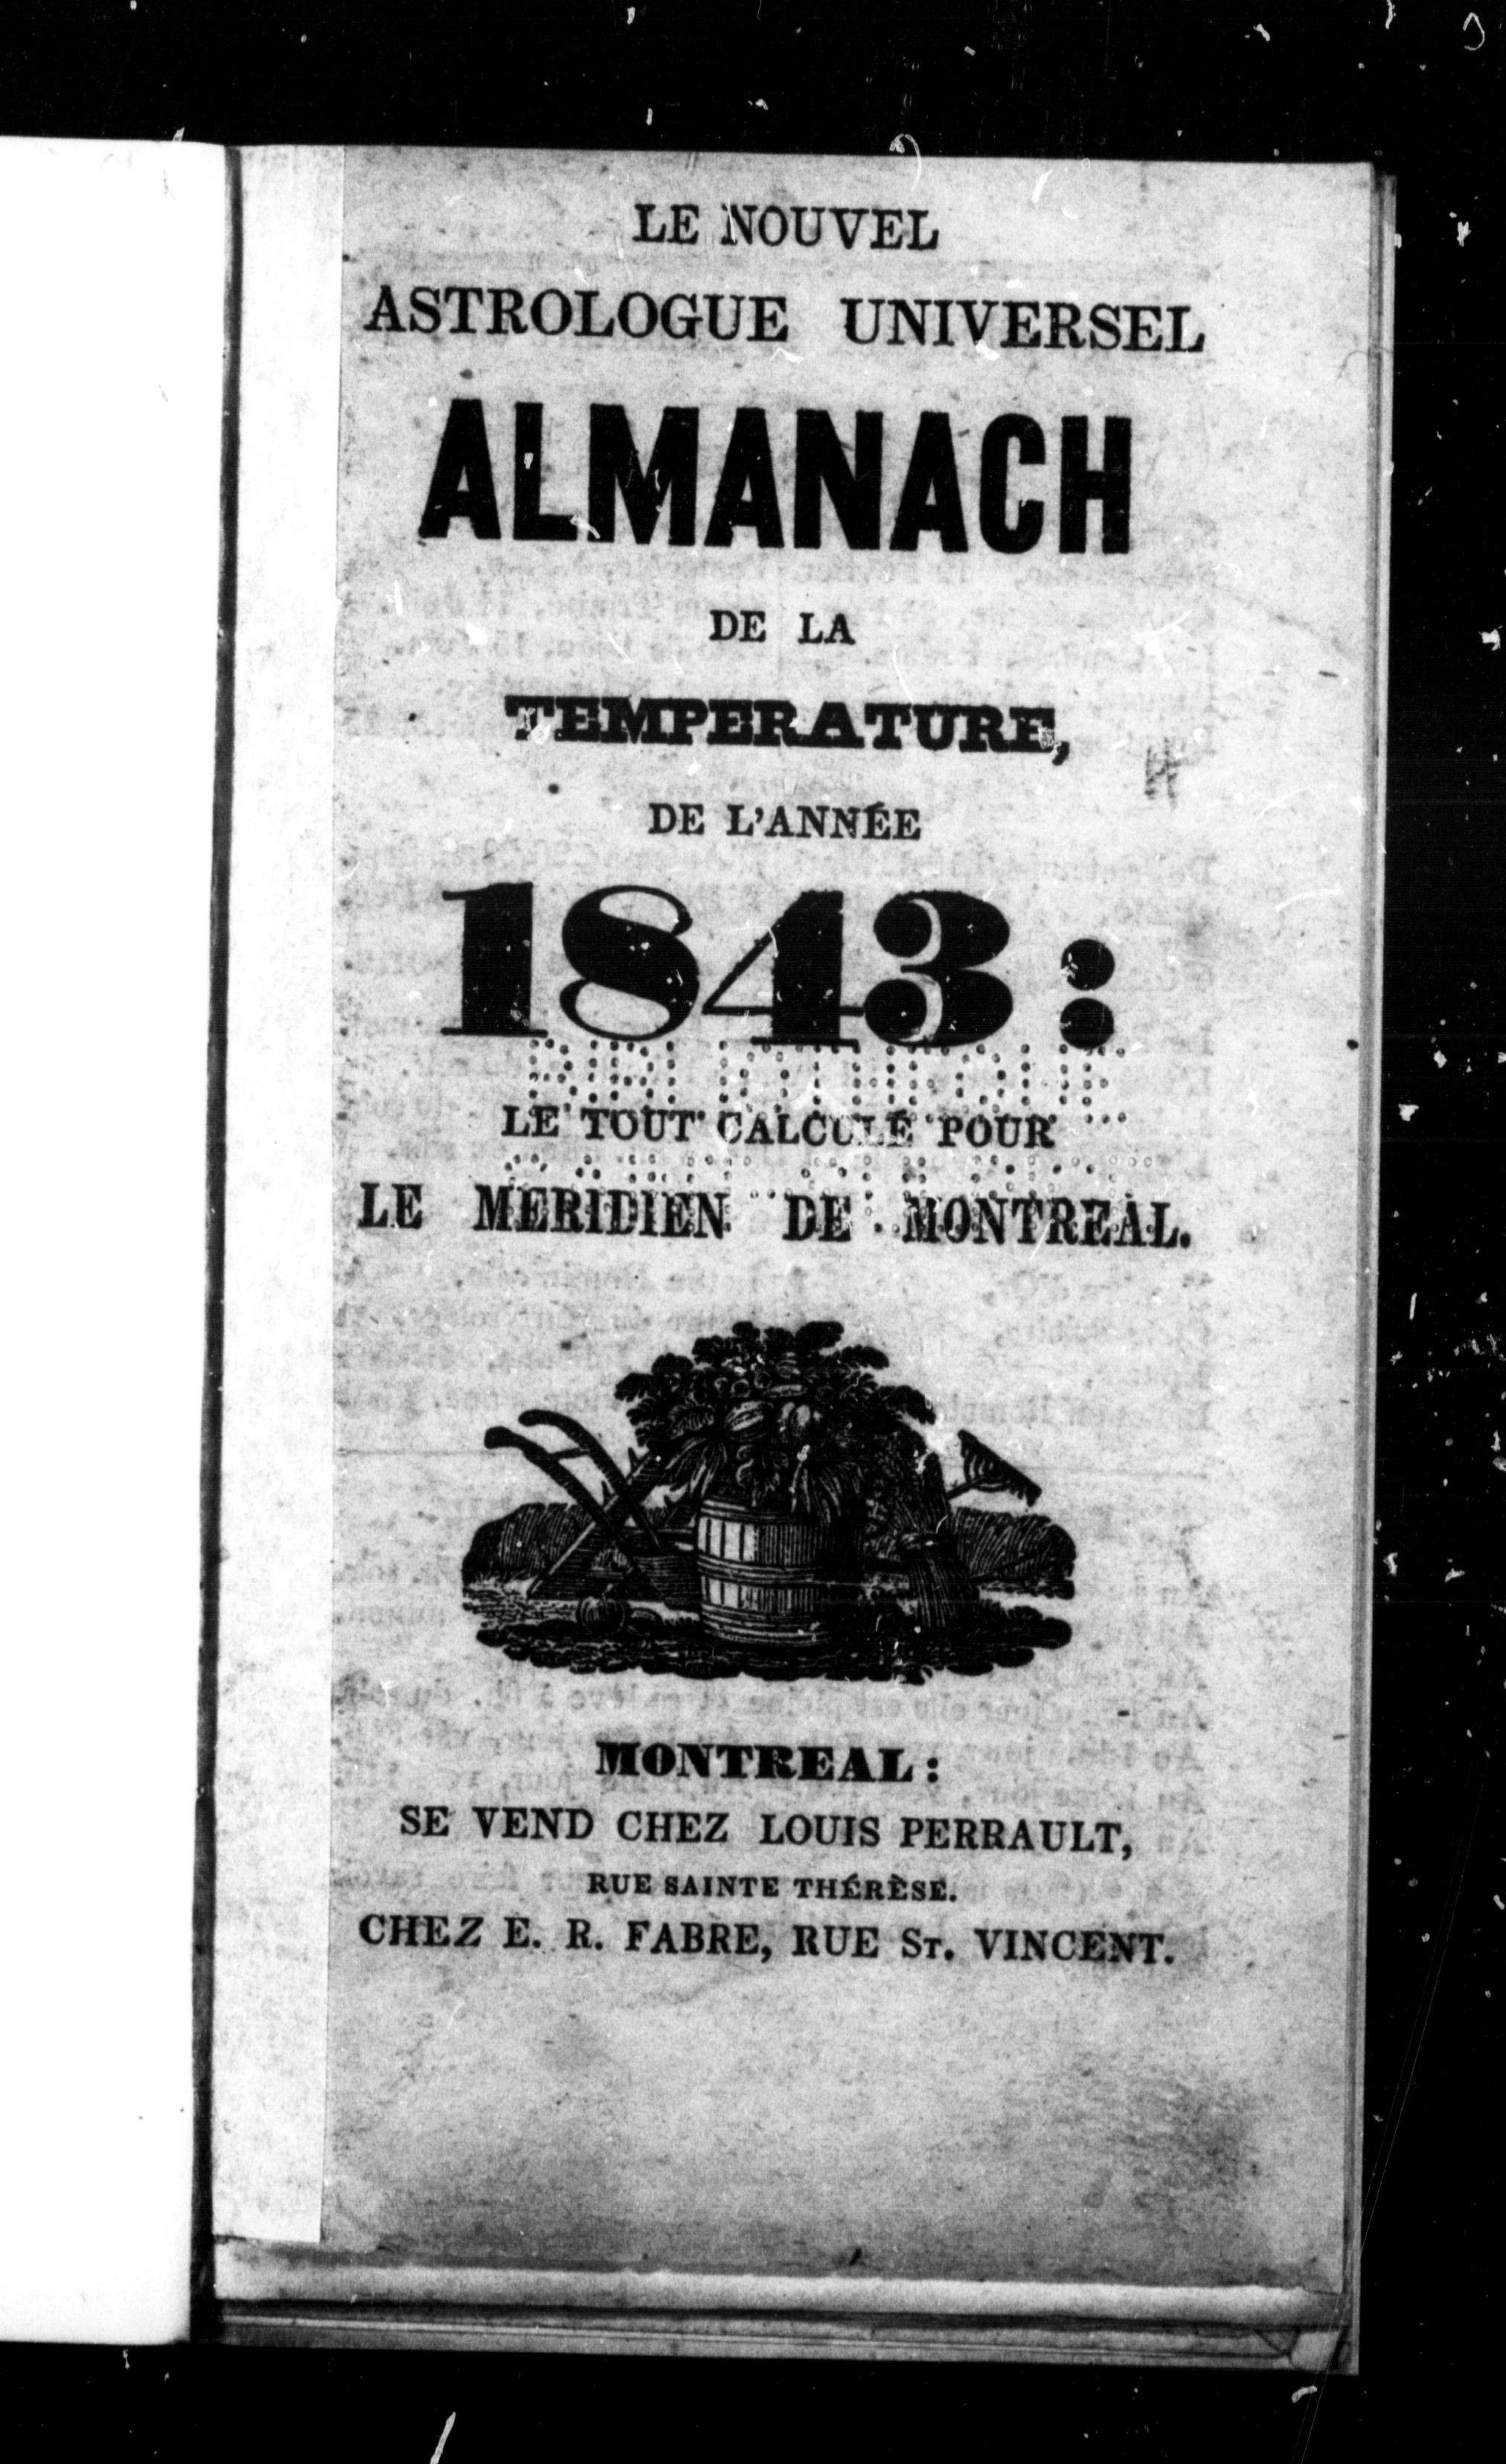 LE NOUVEL
ASTROLOGUE UNIVERSEL
ALMANACH
DE LA
TEMPERATURE,
DE L'ANNÉE
1843:
LE TOUT CALCULÉ POUR
LE MERIDIEN DE MONTREAL.
MONTREAL:
SE VEND CHEZ LOUIS PERRAULT,
RUE SAINTE THÉRÈSE.
CHEZ E. R. FABRE, RUE ST. VINCENT.